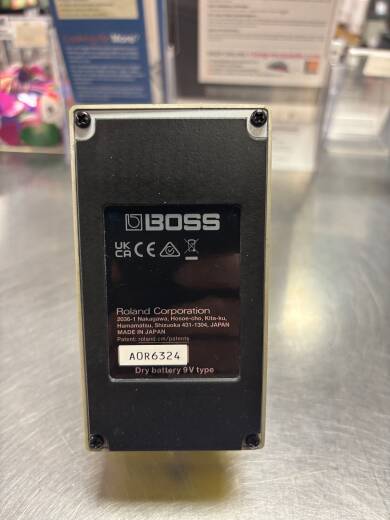 BOSS
UK
CA CE
Roland Corporation
2036-1 Nakagawa, Hosoe-cho, Kita-ku,
Hamamatsu, Shizuoka 431-1304, JAPAN
MADE IN JAPAN
Patent: roland.cm/patents
A0R6324
Dry battery 9V type